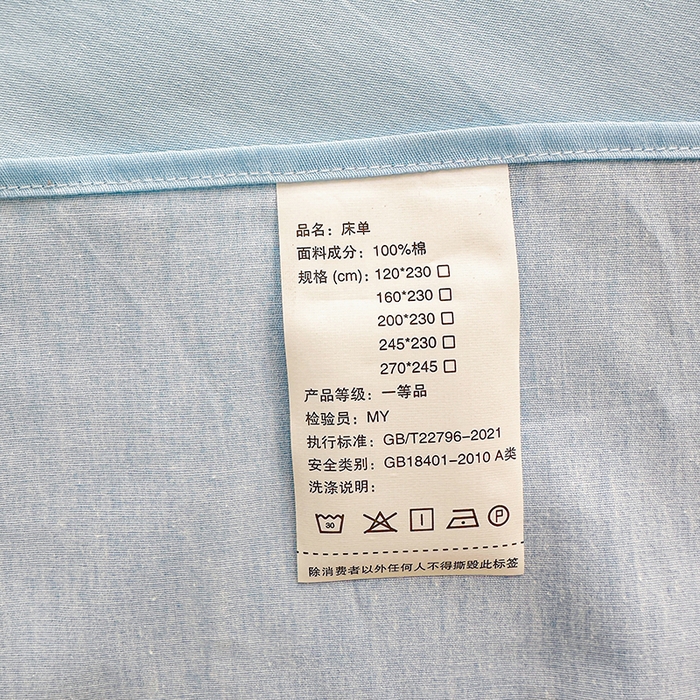 品名：床单
面料成分：100%棉
规格 (cm)：120*230 □
160*230 □
200*230 □
245*230 □
270*245 □
产品等级：一等品
检验员：MY
执行标准：GB/T22796-2021
安全类别：GB18401-2010 A类
洗涤说明：
30 P
除消费者以外任何人不得撕毁此标签